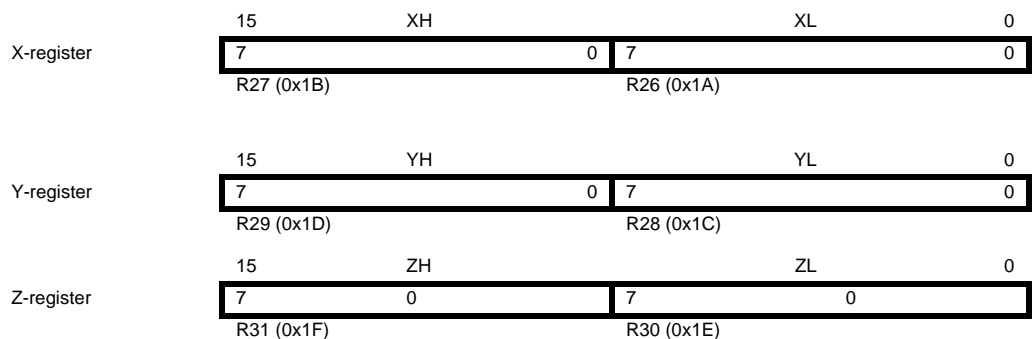 15 XH XL 0
X-register 7 0 7 0
R27 (0x1B) R26 (0x1A)
15 YH YL 0
Y-register 7 0 7 0
R29 (0x1D) R28 (0x1C)
15 ZH ZL 0
Z-register 7 0 7 0
R31 (0x1F) R30 (0x1E)